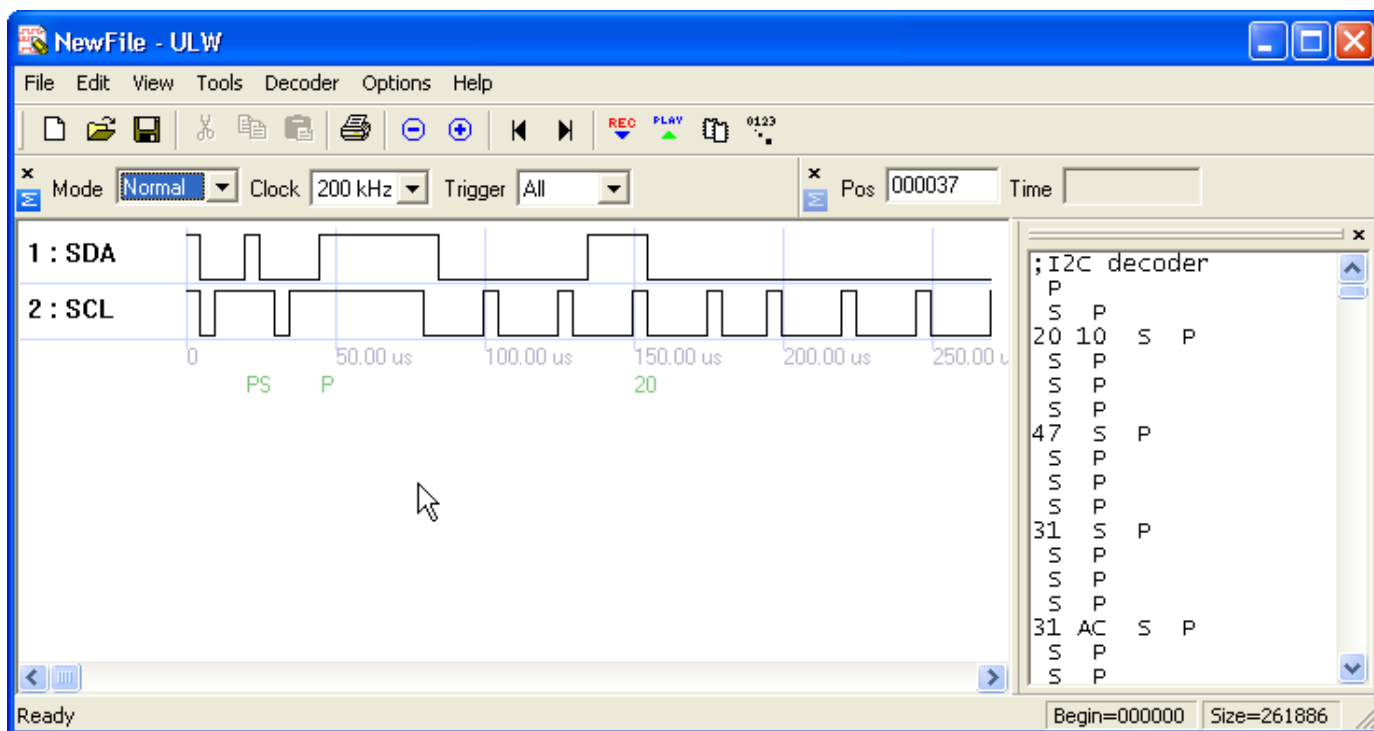 NewFile - ULW
File Edit View Tools Decoder Options Help
REC PLAY 0123
Mode Normal Clock 200 kHz Trigger All Pos 000037 Time
1 : SDA
2 : SCL
0 50.00 us 100.00 us 150.00 us 200.00 us 250.00 u
PS P 20
;I2C decoder
P
S P
20 10 S P
S P
S P
S P
47 S P
S P
S P
S P
31 S P
S P
S P
S P
31 AC S P
S P
S P
Ready Begin=000000 Size=261886